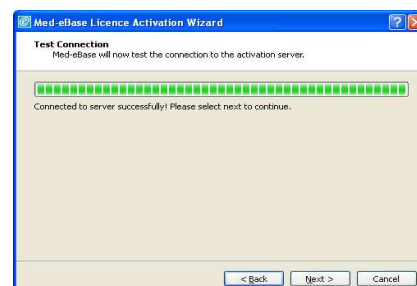 Med-eBase Licence Activation Wizard
Test Connection
Med-eBase will now test the connection to the activation server.
Connected to server successfully! Please select next to continue.
< Back Next > Cancel